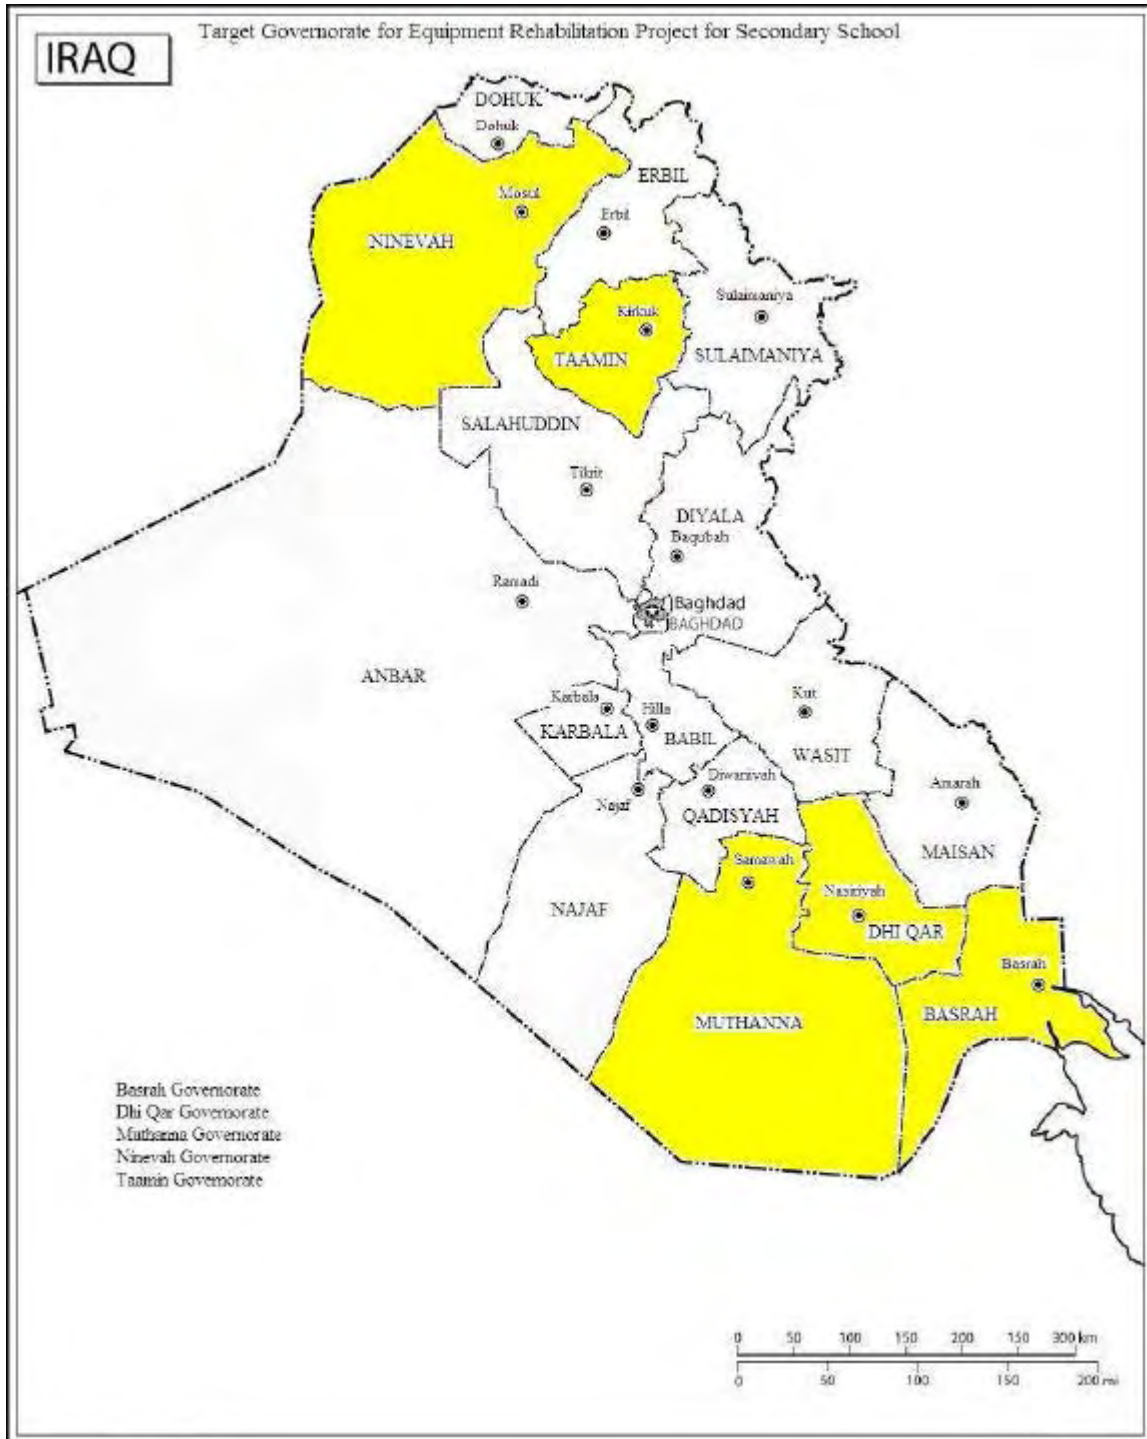 Target Governorate for Equipment Rehabilitation Project for Secondary School
IRAQ
DOHUK
Dohuk
ERBIL
Mosul
Erbil
NINEVAH
Sulaimaniya
Kirkuk
TAAMIN
SULAIMANIYA
SALAHUDDIN
Tikrit
DIYALA
Baqubah
Ramadi
Baghdad
BAGHDAD
ANBAR
Karbala
Hilla
Kut
KARBALA
BABIL
WASIT
Diwaniyah
Najaf
Amarah
QADISYAH
MAISAN
Samawah
Nasiriyah
NAJAF
DHI QAR
Basrah
MUTHANNA
BASRAH
Basrah Governorate
Dhi Qar Governorate
Muthanna Governorate
Ninevah Governorate
Taamin Governorate
0 50 100 150 200 150 300 km
0 50 100 150 200 mi